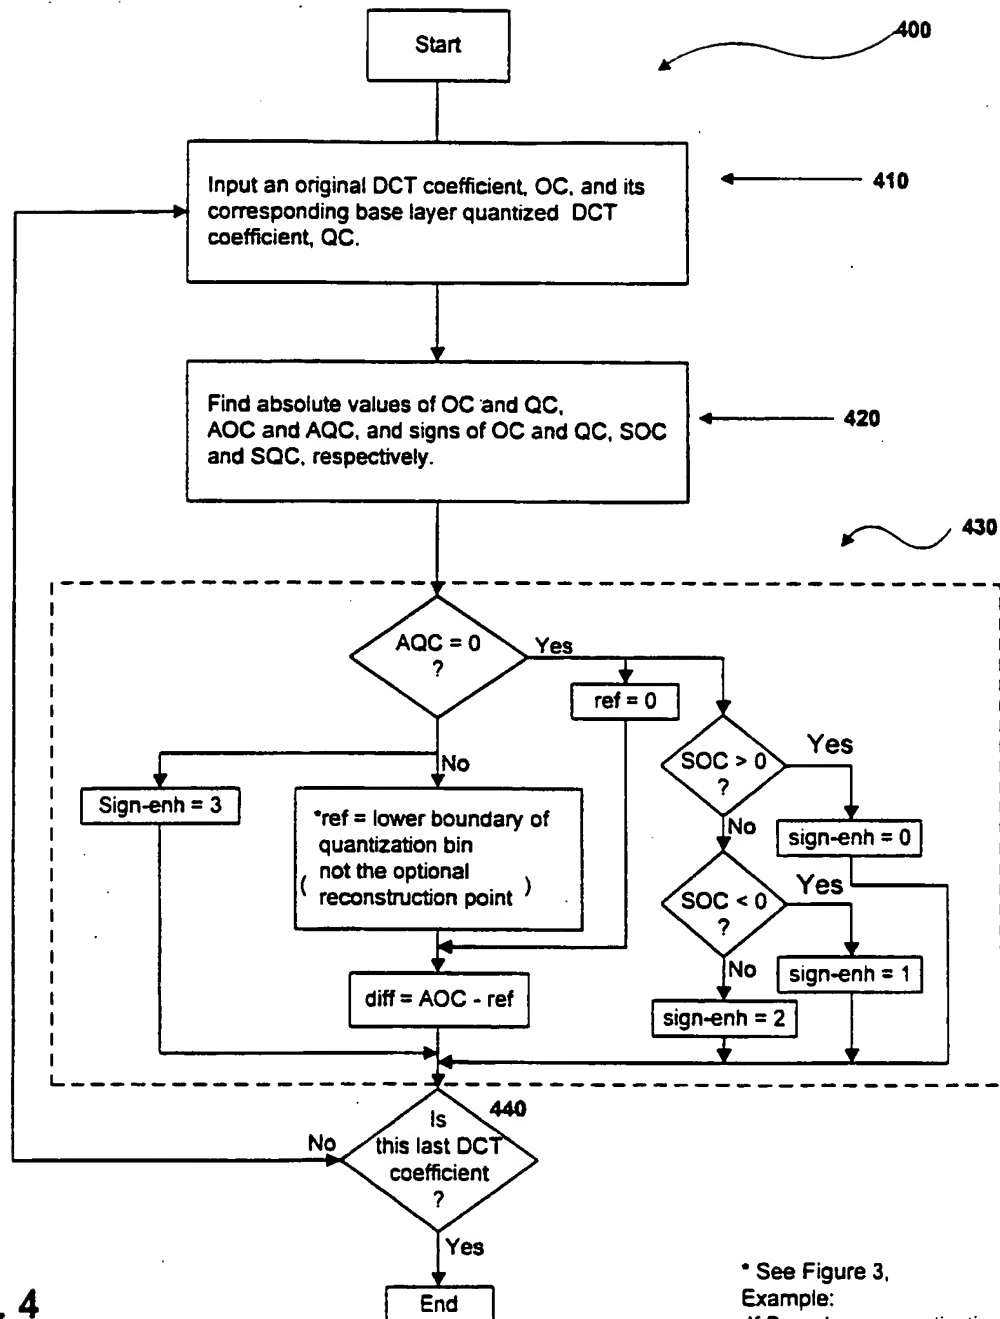 Start
400
Input an original DCT coefficient, OC, and its
corresponding base layer quantized DCT
coefficient, QC.
410
Find absolute values of OC and QC,
AOC and AQC, and signs of OC and QC, SOC
and SQC, respectively.
420
430
AQC = 0
?
Yes
ref = 0
No
Sign-enh = 3
*ref = lower boundary of
quantization bin
( not the optional
reconstruction point )
SOC > 0
?
Yes
sign-enh = 0
No
SOC < 0
?
Yes
sign-enh = 1
No
sign-enh = 2
diff = AOC - ref
440
Is
this last DCT
coefficient
?
No
Yes
End
. 4
* See Figure 3,
Example: